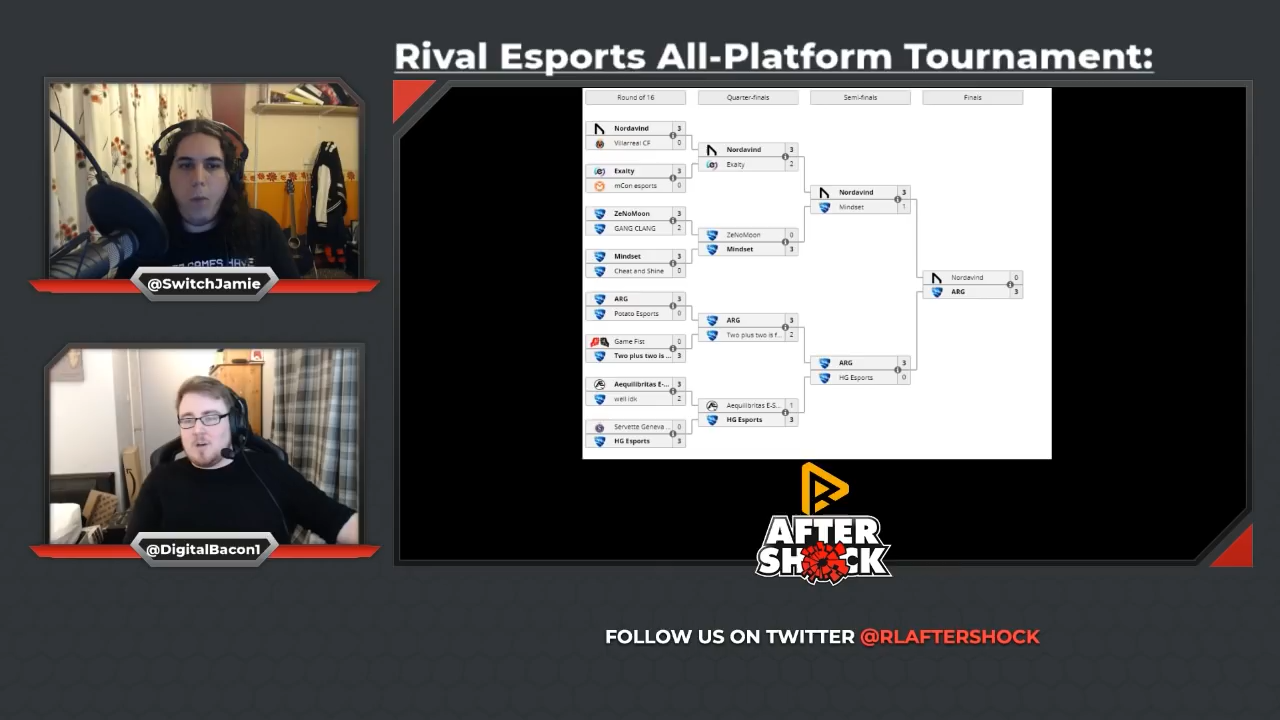 Rival Esports All-Platform Tournament:
Round of 16
Quarter-finals
Semi-finals
Finals
Nordavind 3
Villarreal CF 0
Exalty 3
mCon esports 0
ZeNoMoon 3
GANG CLANG 2
Mindset 3
Cheat and Shine 0
ARG 3
Potato Esports 0
Game Fist 0
Two plus two is ... 3
Aequilibritas E-... 3
well idk 2
Servette Geneva ... 0
HG Esports 3
Nordavind 3
Exalty 2
ZeNoMoon 0
Mindset 3
ARG 3
Two plus two is f... 2
Aequilibritas E-S... 1
HG Esports 3
Nordavind 3
Mindset 1
ARG 3
HG Esports 0
Nordavind 0
ARG 3
@SwitchJamie
@DigitalBacon1
AFTER
SHOCK
FOLLOW US ON TWITTER @RLAFTERSHOCK